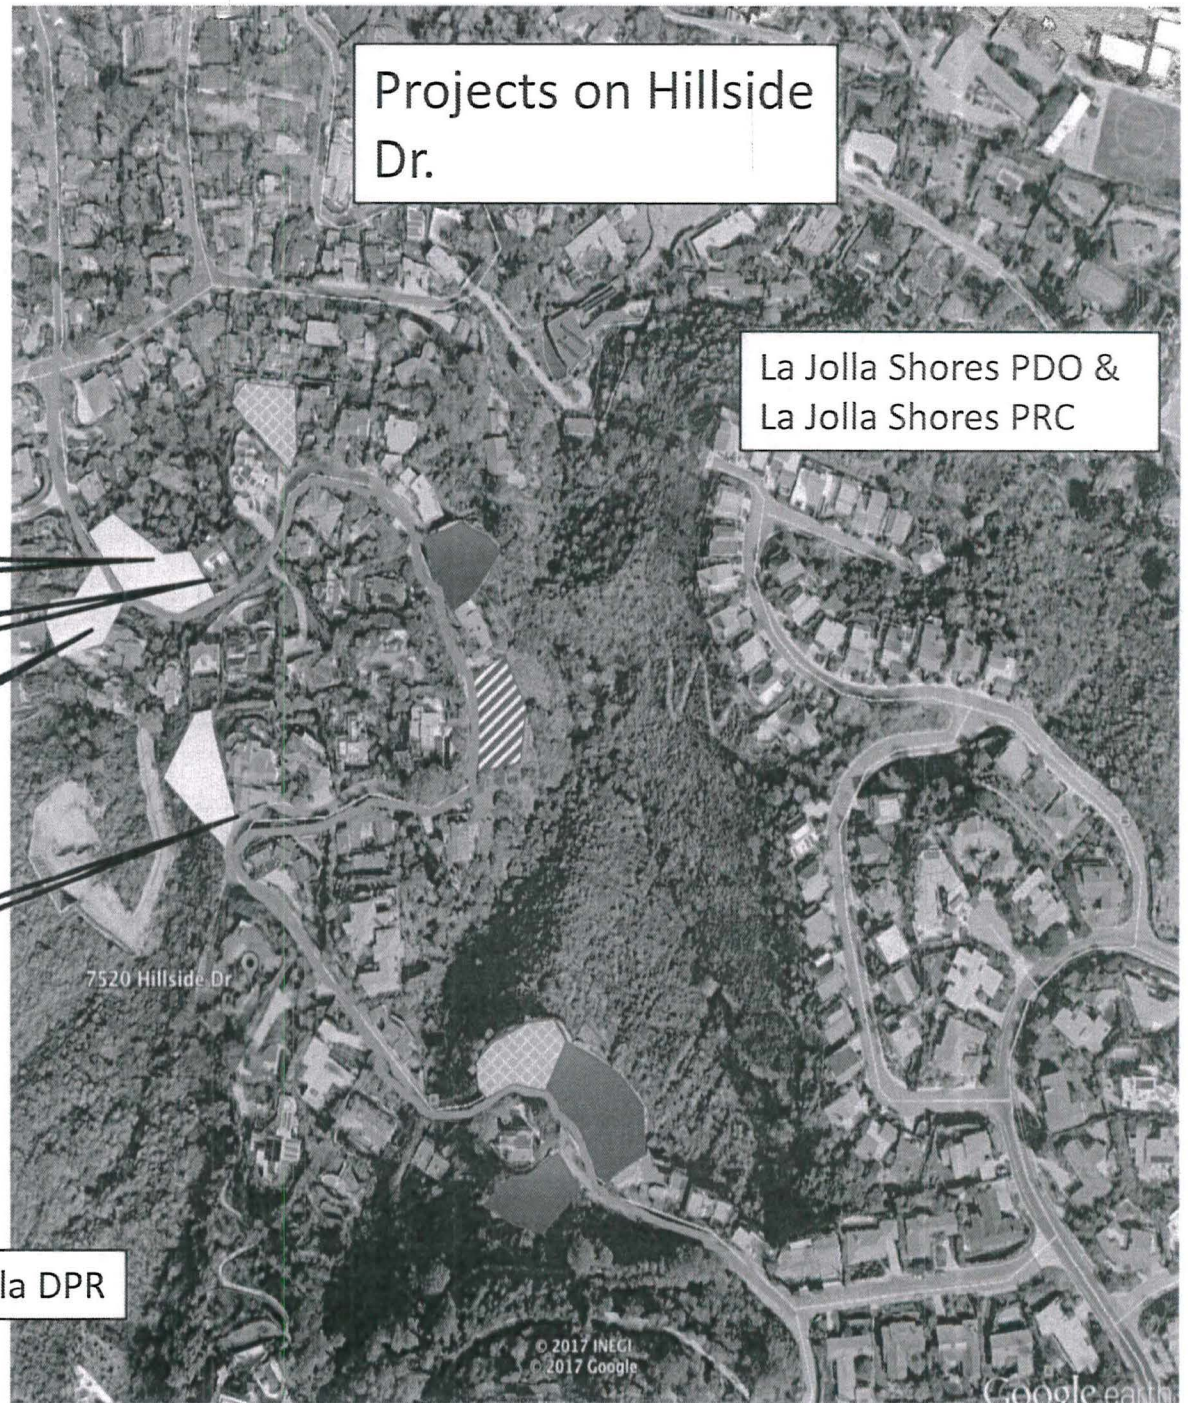 Projects on Hillside
Dr.
La Jolla Shores PDO &
La Jolla Shores PRC
7520 Hillside Dr
la DPR
© 2017 INEGI
© 2017 Google
Google earth